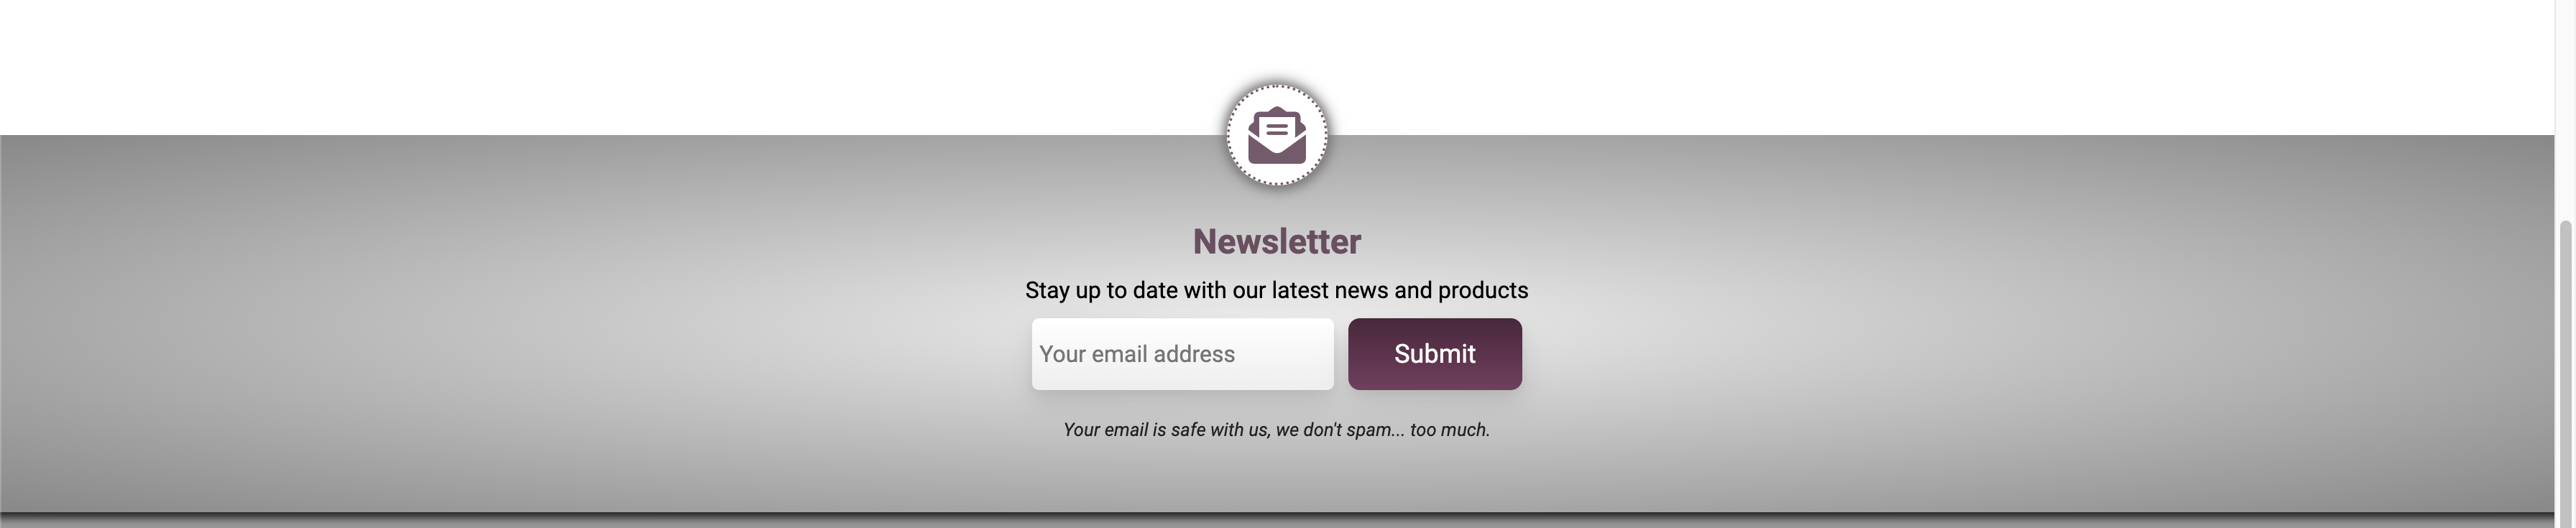 Newsletter
Stay up to date with our latest news and products
Your email address
Submit
Your email is safe with us, we don't spam... too much.